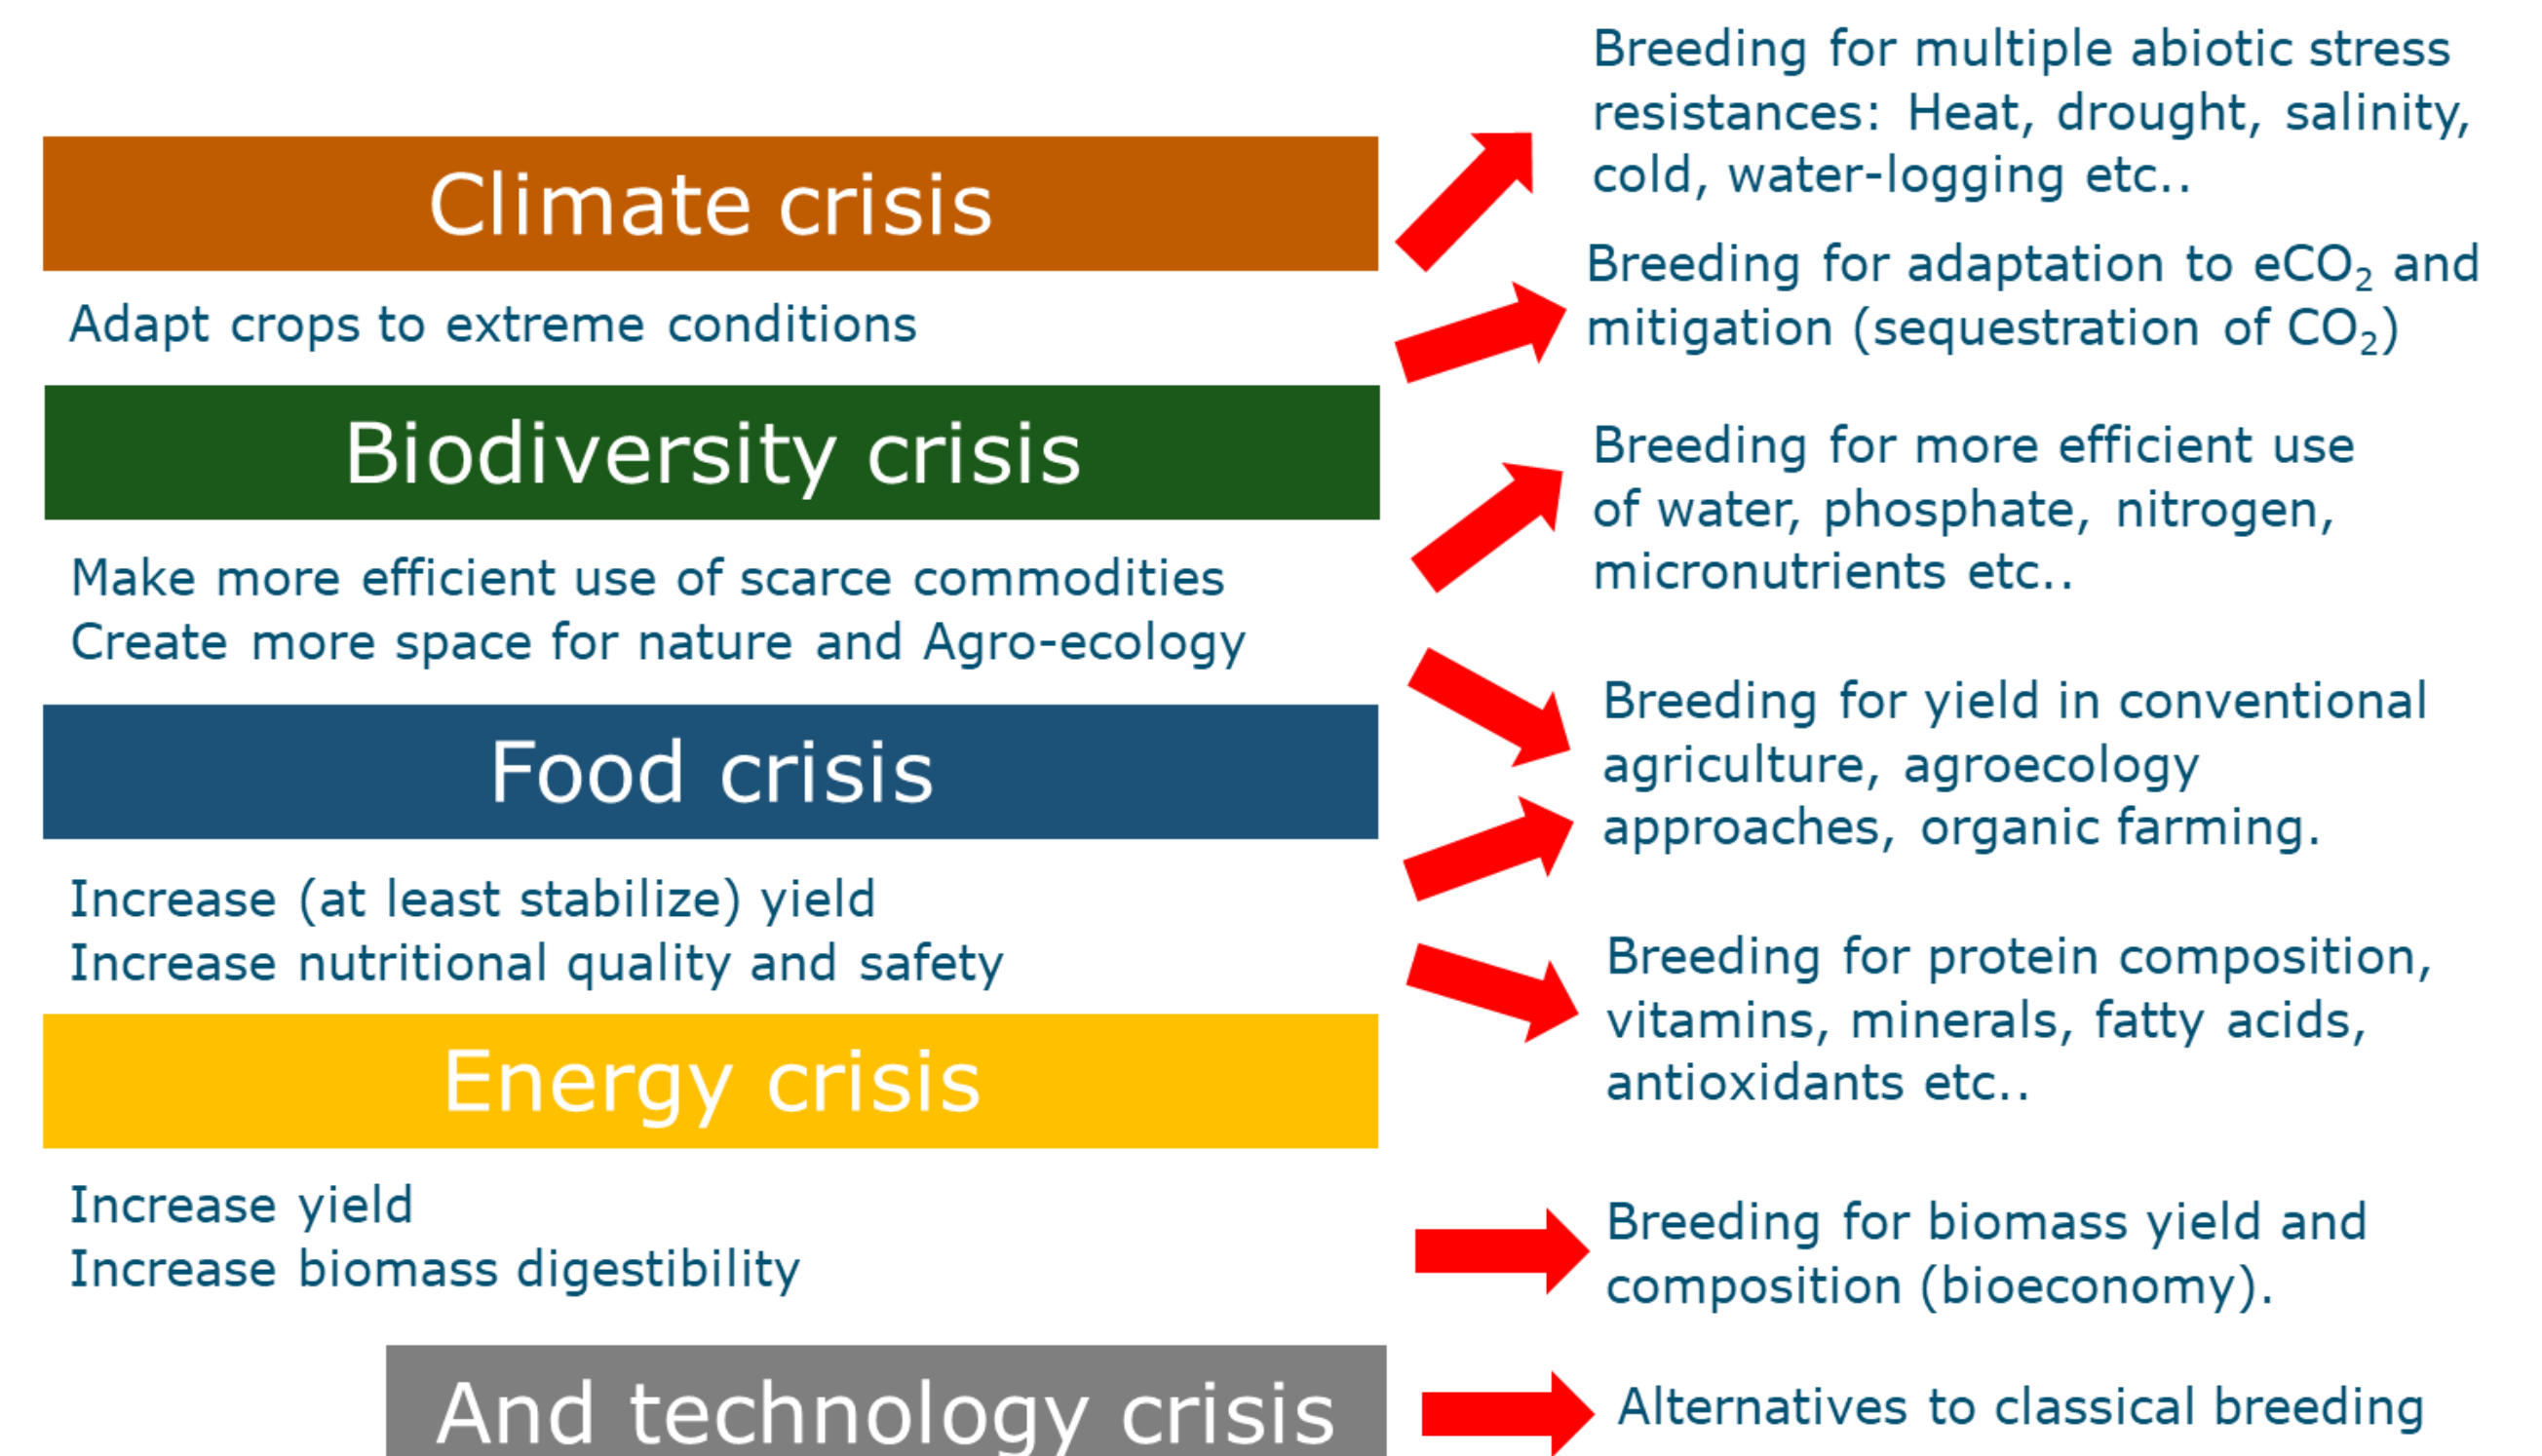 Climate crisis
Adapt crops to extreme conditions
Biodiversity crisis
Make more efficient use of scarce commodities
Create more space for nature and Agro-ecology
Food crisis
Increase (at least stabilize) yield
Increase nutritional quality and safety
Energy crisis
Increase yield
Increase biomass digestibility
And technology crisis
Breeding for multiple abiotic stress
resistances: Heat, drought, salinity,
cold, water-logging etc..
Breeding for adaptation to eCO₂ and
mitigation (sequestration of CO₂)
Breeding for more efficient use
of water, phosphate, nitrogen,
micronutrients etc..
Breeding for yield in conventional
agriculture, agroecology
approaches, organic farming.
Breeding for protein composition,
vitamins, minerals, fatty acids,
antioxidants etc..
Breeding for biomass yield and
composition (bioeconomy).
Alternatives to classical breeding